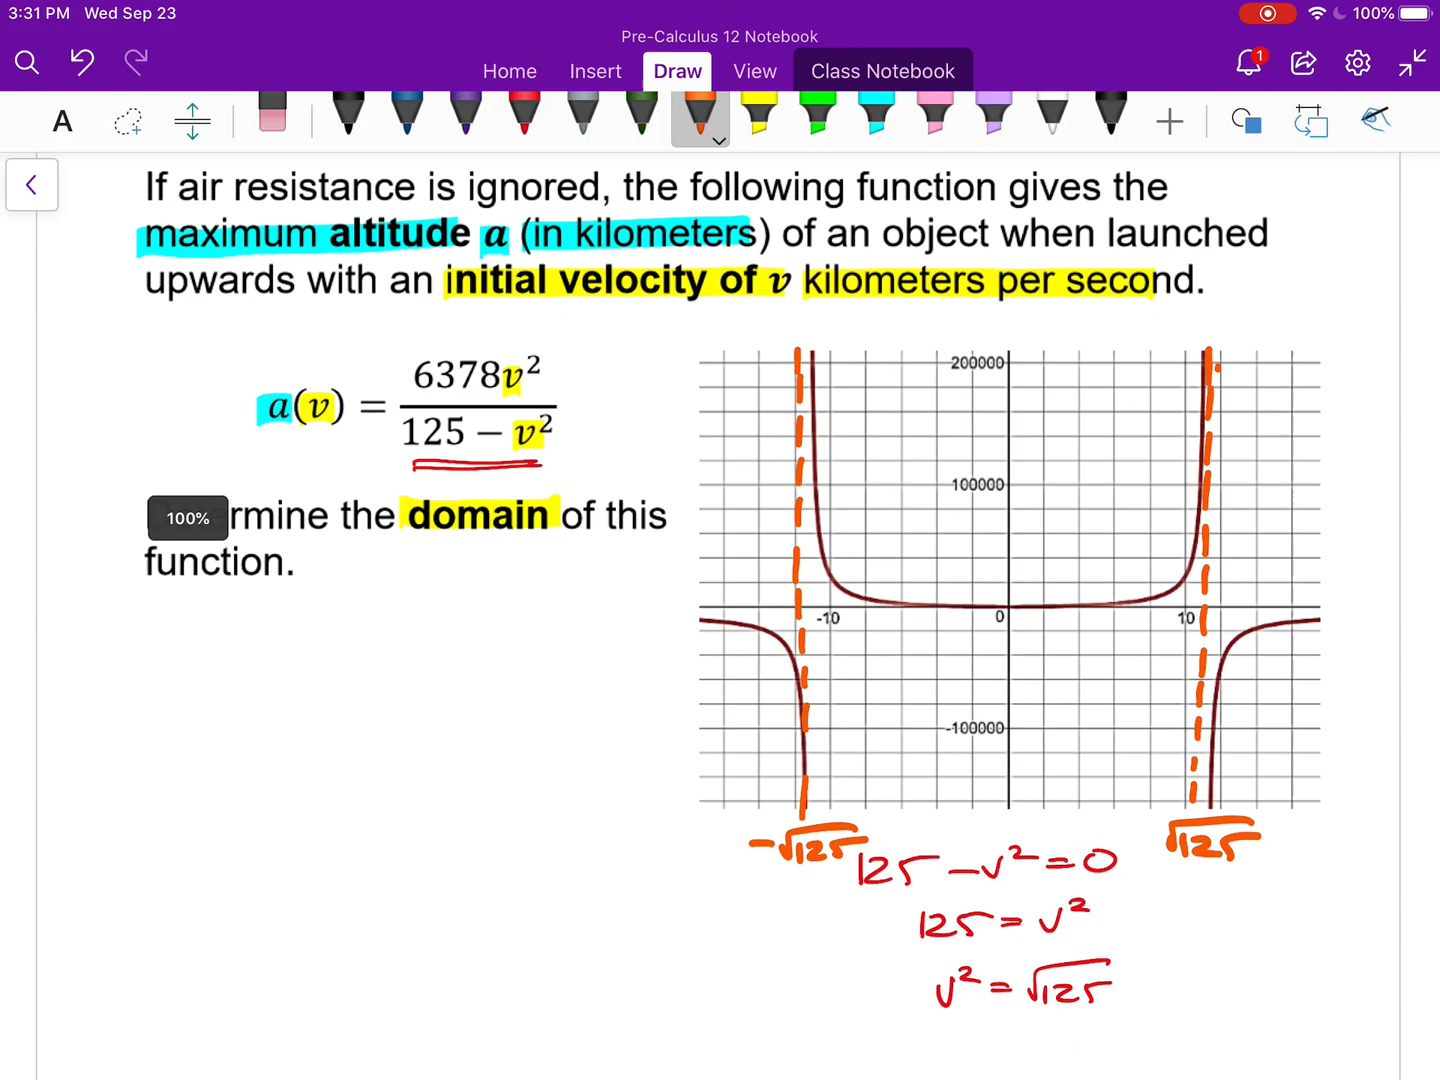 3:31 PM Wed Sep 23
100%
Pre-Calculus 12 Notebook
Home Insert Draw View Class Notebook
1
A
If air resistance is ignored, the following function gives the
maximum altitude a (in kilometers) of an object when launched
upwards with an initial velocity of v kilometers per second.
a(v) = 6378v² / 125 − v²
100%
rmine the domain of this
function.
200000
100000
-10 0 10
-100000
-√125 √125
125 - v² = 0
125 = v²
v² = √125